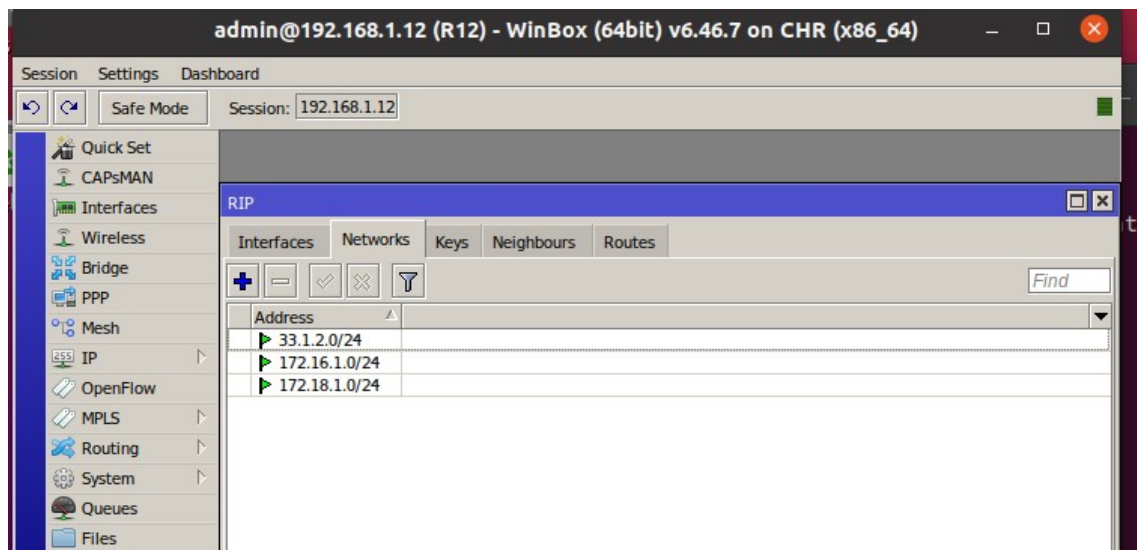 admin@192.168.1.12 (R12) - WinBox (64bit) v6.46.7 on CHR (x86_64)
Session Settings Dashboard
Safe Mode Session: 192.168.1.12
Quick Set
CAPsMAN
Interfaces
Wireless
Bridge
PPP
Mesh
255 IP
OpenFlow
MPLS
Routing
System
Queues
Files
RIP
Interfaces Networks Keys Neighbours Routes
Find
Address
33.1.2.0/24
172.16.1.0/24
172.18.1.0/24
t